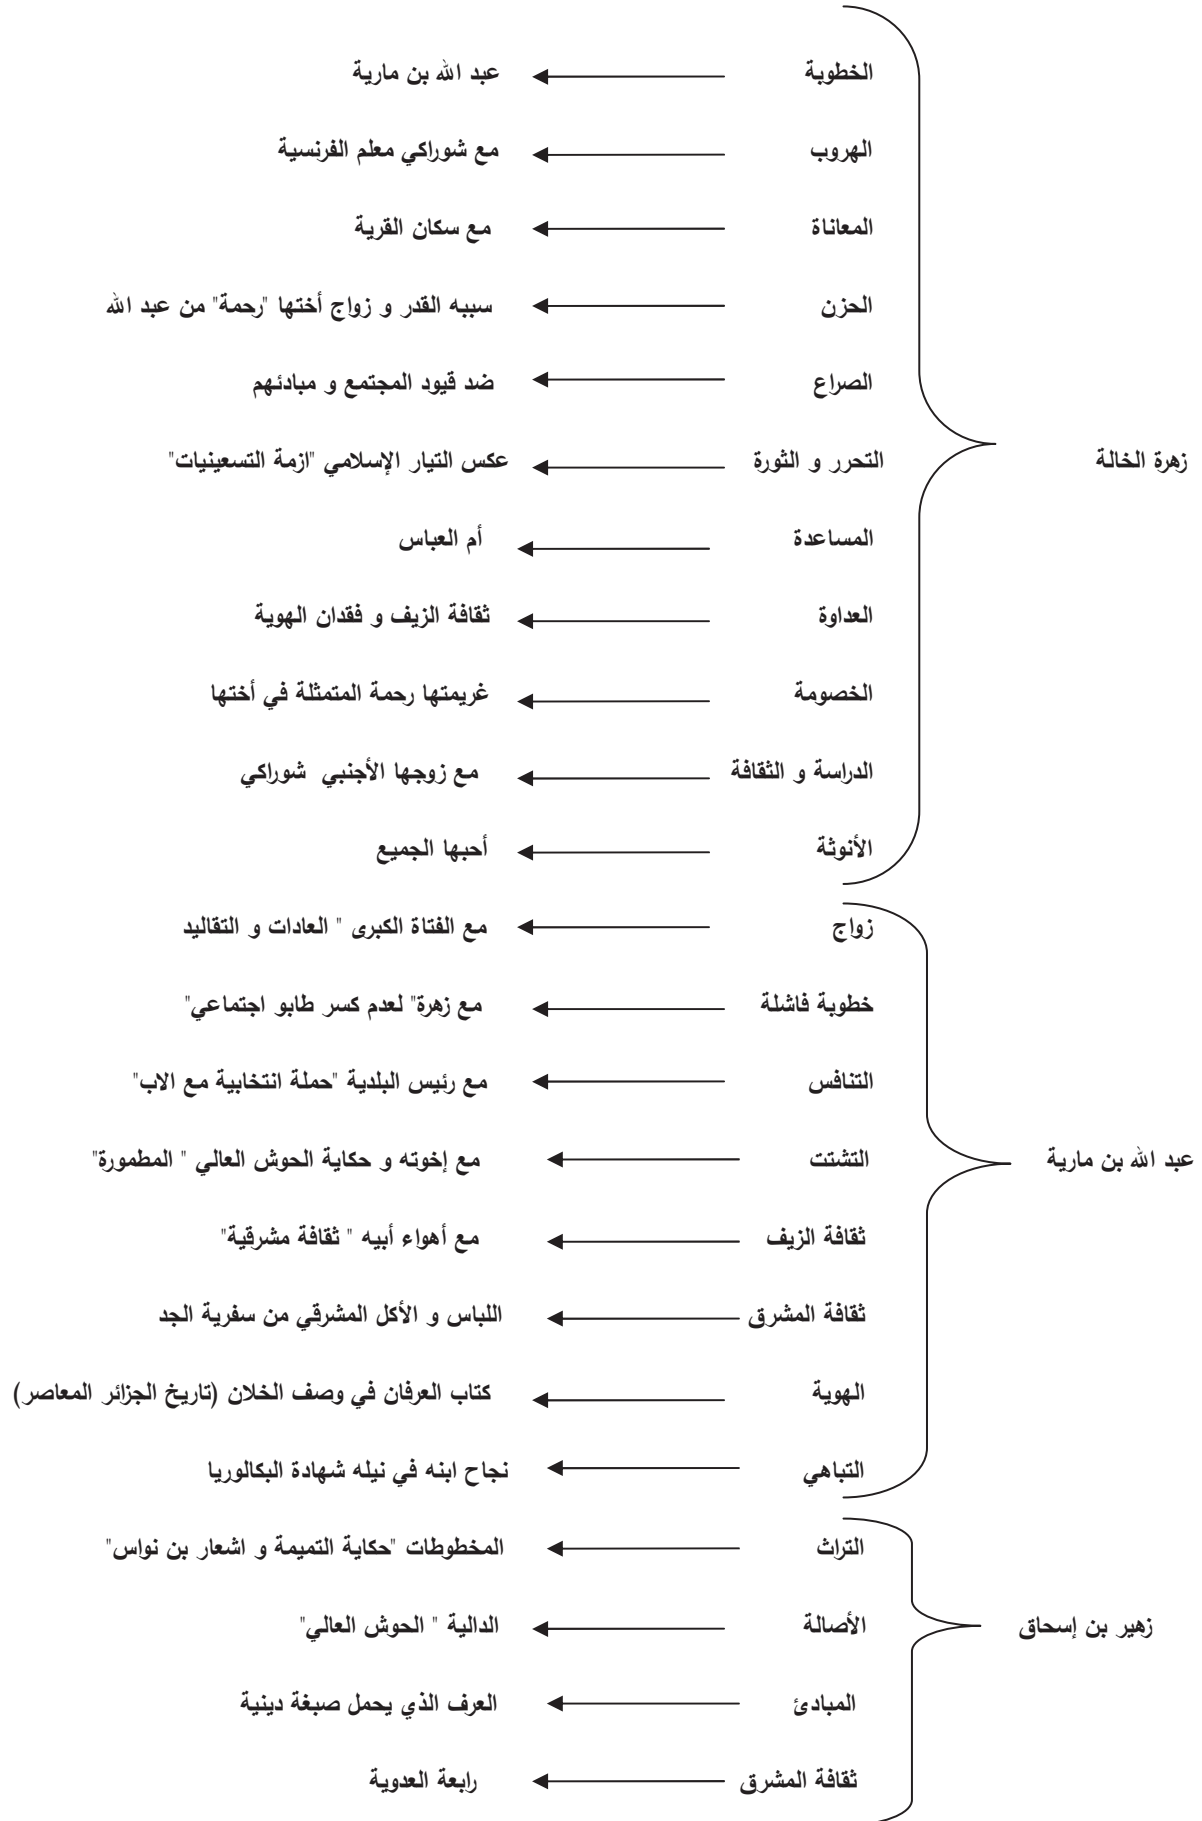 الخطوبة عبد الله بن مارية
الهروب مع شوراكي معلم الفرنسية
المعاناة مع سكان القرية
الحزن سببه القدر و زواج أختها "رحمة" من عبد الله
الصراع ضد قيود المجتمع و مبادئهم
زهرة الخالة التحرر و الثورة عكس التيار الإسلامي "ازمة التسعينيات"
المساعدة أم العباس
العداوة ثقافة الزيف و فقدان الهوية
الخصومة غريمتها رحمة المتمثلة في أختها
الدراسة و الثقافة مع زوجها الأجنبي شوراكي
الأنوثة أحبها الجميع
زواج مع الفتاة الكبرى " العادات و التقاليد
خطوبة فاشلة مع زهرة" لعدم كسر طابو اجتماعي"
التنافس مع رئيس البلدية "حملة انتخابية مع الاب"
عبد الله بن مارية التشتت مع إخوته و حكاية الحوش العالي " المطمورة"
ثقافة الزيف مع أهواء أبيه " ثقافة مشرقية"
ثقافة المشرق اللباس و الأكل المشرقي من سفرية الجد
الهوية كتاب العرفان في وصف الخلان (تاريخ الجزائر المعاصر)
التباهي نجاح ابنه في نيله شهادة البكالوريا
التراث المخطوطات "حكاية التميمة و اشعار بن نواس"
زهير بن إسحاق الأصالة الدالية " الحوش العالي"
المبادئ العرف الذي يحمل صبغة دينية
ثقافة المشرق رابعة العدوية